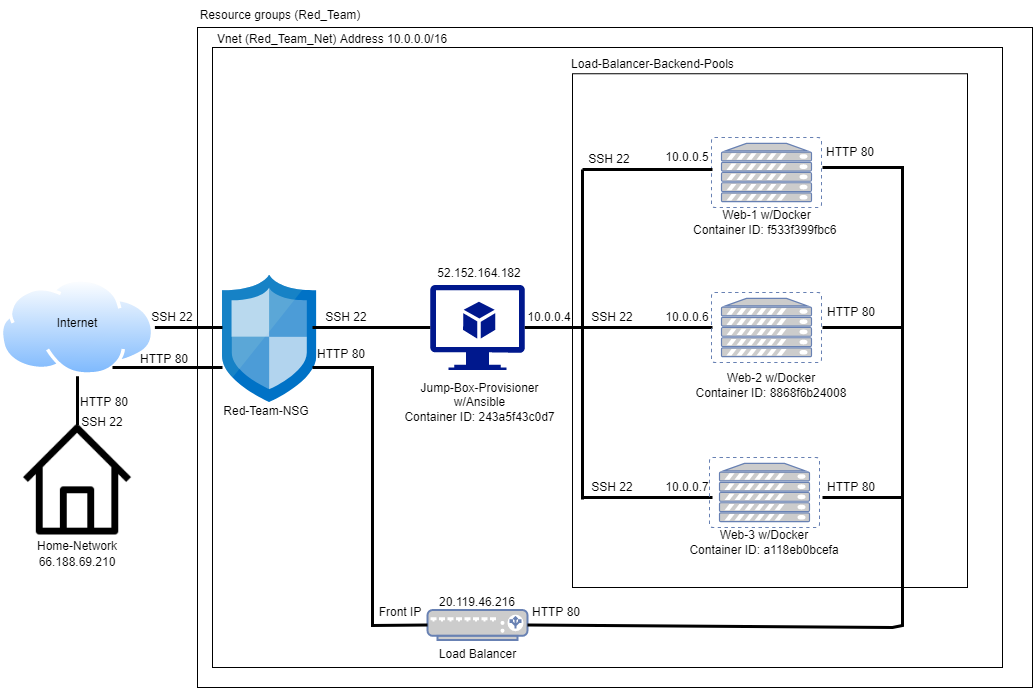 Resource groups (Red_Team)
Vnet (Red_Team_Net) Address 10.0.0.0/16
Load-Balancer-Backend-Pools
SSH 22
10.0.0.5
HTTP 80
Web-1 w/Docker
Container ID: f533f399fbc6
52.152.164.182
Internet
SSH 22
SSH 22
10.0.0.4
SSH 22
10.0.0.6
HTTP 80
HTTP 80
HTTP 80
Red-Team-NSG
Jump-Box-Provisioner
w/Ansible
Container ID: 243a5f43c0d7
Web-2 w/Docker
Container ID: 8868f6b24008
HTTP 80
SSH 22
SSH 22
10.0.0.7
HTTP 80
Web-3 w/Docker
Container ID: a118eb0bcefa
Home-Network
66.188.69.210
Front IP
20.119.46.216
HTTP 80
Load Balancer